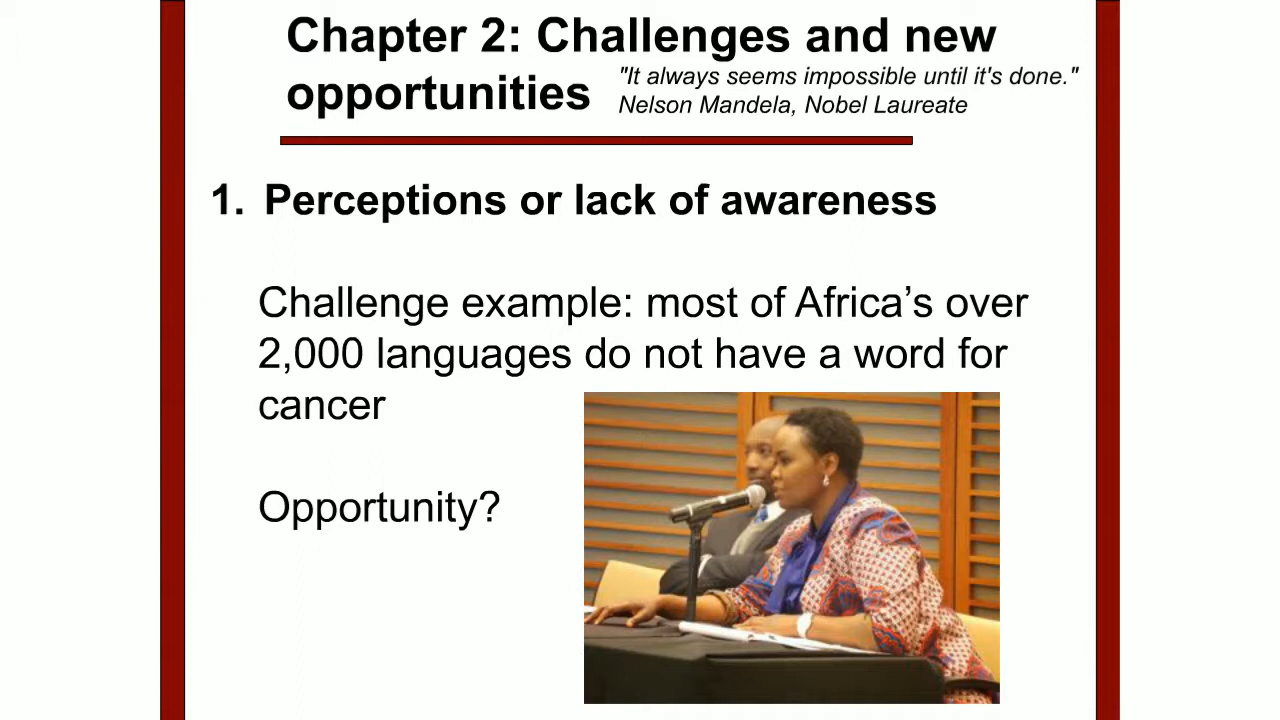 Chapter 2: Challenges and new
opportunities
"It always seems impossible until it's done."
Nelson Mandela, Nobel Laureate
1. Perceptions or lack of awareness
Challenge example: most of Africa’s over
2,000 languages do not have a word for
cancer
Opportunity?